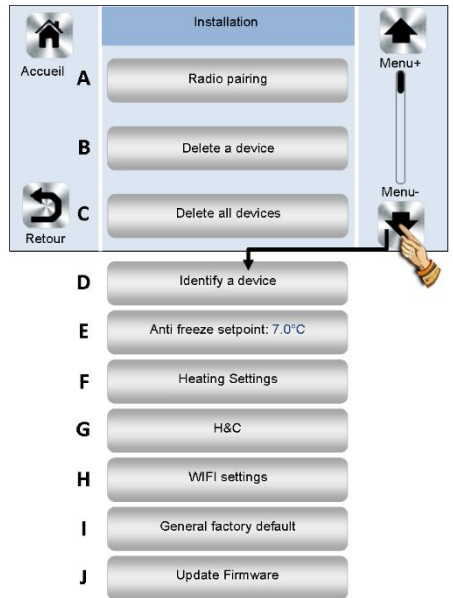 Installation
Accueil
Menu+
A Radio pairing
B Delete a device
Menu-
C Delete all devices
Retour
D Identify a device
E Anti freeze setpoint: 7.0°C
F Heating Settings
G H&C
H WIFI settings
I General factory default
J Update Firmware